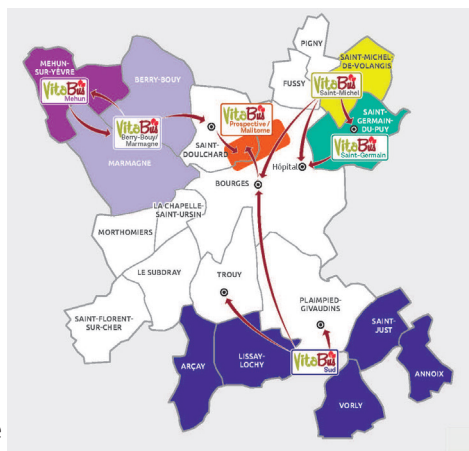 PIGNY
MEHUN-
SUR-YÈVRE
BERRY-BOUY
SAINT-MICHEL-
DE-VOLANGIS
FUSSY
VitaBus
Mehun
VitaBus
Saint-Michel
VitaBus
Berry-Bouy/
Marmagne
VitaBus
Prospective/
Malitorne
SAINT-
GERMAIN-
DU-PUY
SAINT-
DOULCHARD
VitaBus
Saint-Germain
MARMAGNE
Hôpital
BOURGES
LA CHAPELLE-
SAINT-URSIN
MORTHOMIERS
LE SUBDRAY
TROUY
PLAIMPIED-
GIVAUDINS
SAINT-FLORENT-
SUR-CHER
SAINT-
JUST
ARÇAY
LISSAY-
LOCHY
VitaBus
Sud
ANNOIX
VORLY
e